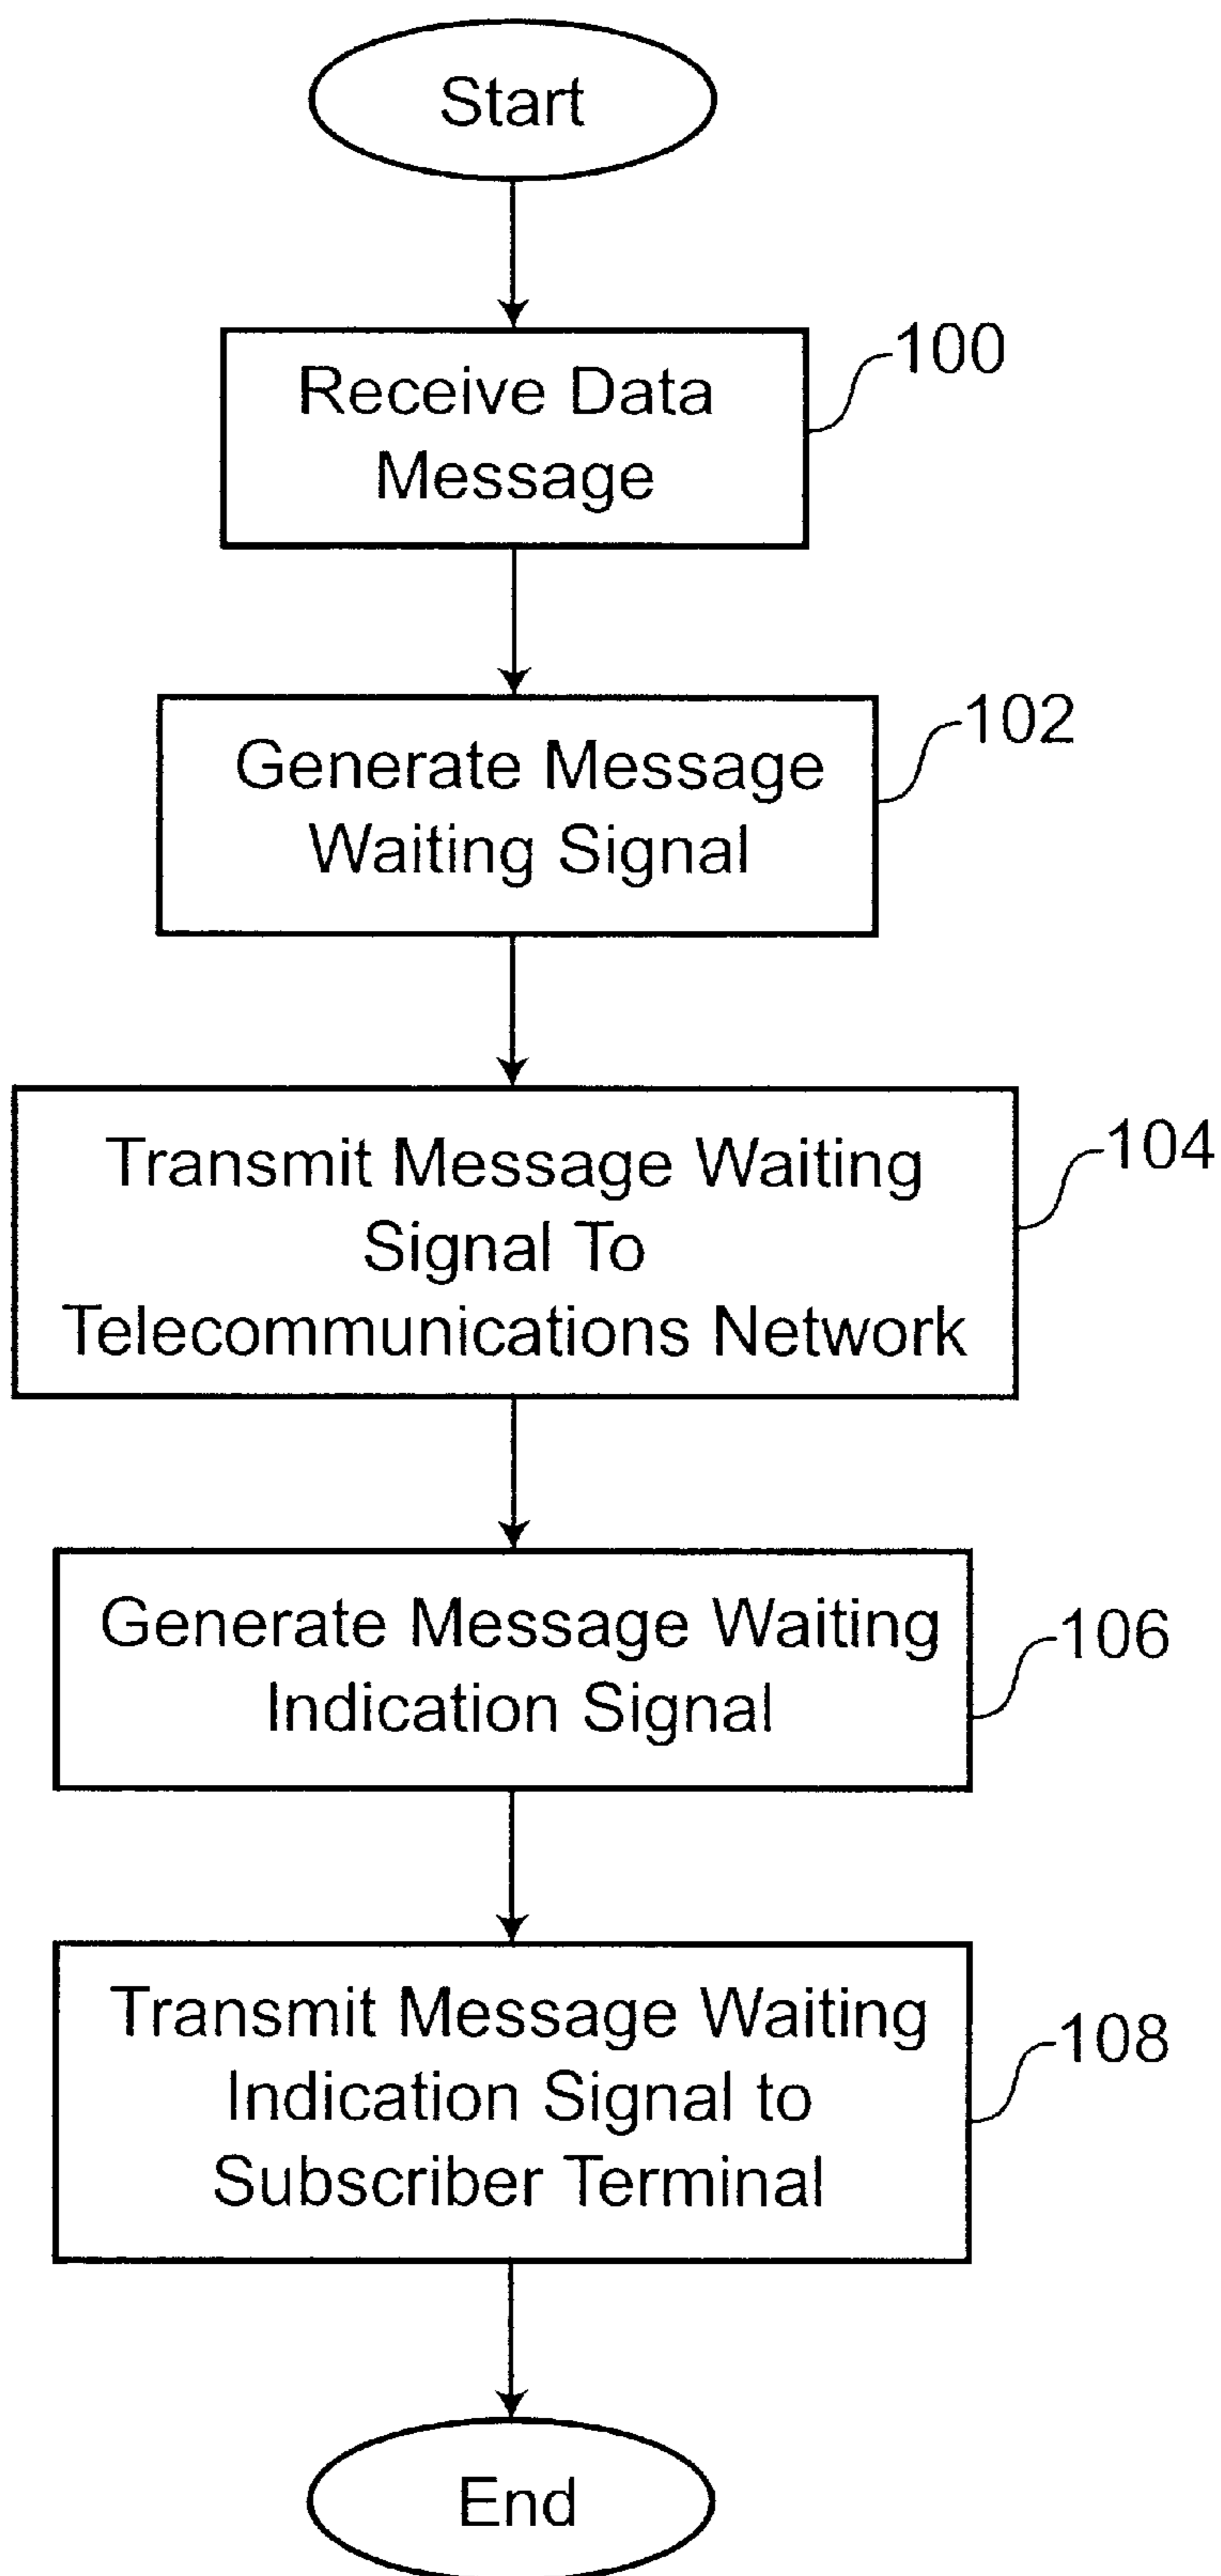 Start
Receive Data
Message
100
Generate Message
Waiting Signal
102
Transmit Message Waiting
Signal To
Telecommunications Network
104
Generate Message Waiting
Indication Signal
106
Transmit Message Waiting
Indication Signal to
Subscriber Terminal
108
End